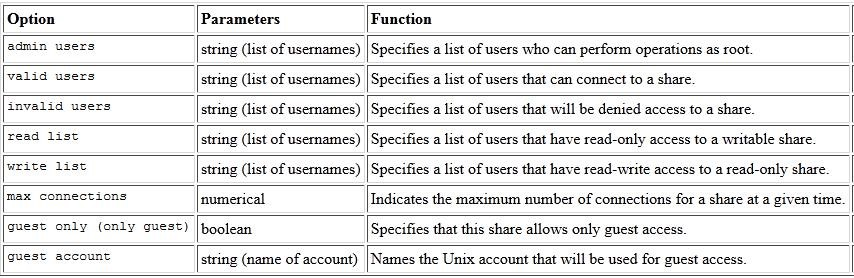 Option Parameters Function
admin users string (list of usernames) Specifies a list of users who can perform operations as root.
valid users string (list of usernames) Specifies a list of users that can connect to a share.
invalid users string (list of usernames) Specifies a list of users that will be denied access to a share.
read list string (list of usernames) Specifies a list of users that have read-only access to a writable share.
write list string (list of usernames) Specifies a list of users that have read-write access to a read-only share.
max connections numerical Indicates the maximum number of connections for a share at a given time.
guest only (only guest) boolean Specifies that this share allows only guest access.
guest account string (name of account) Names the Unix account that will be used for guest access.